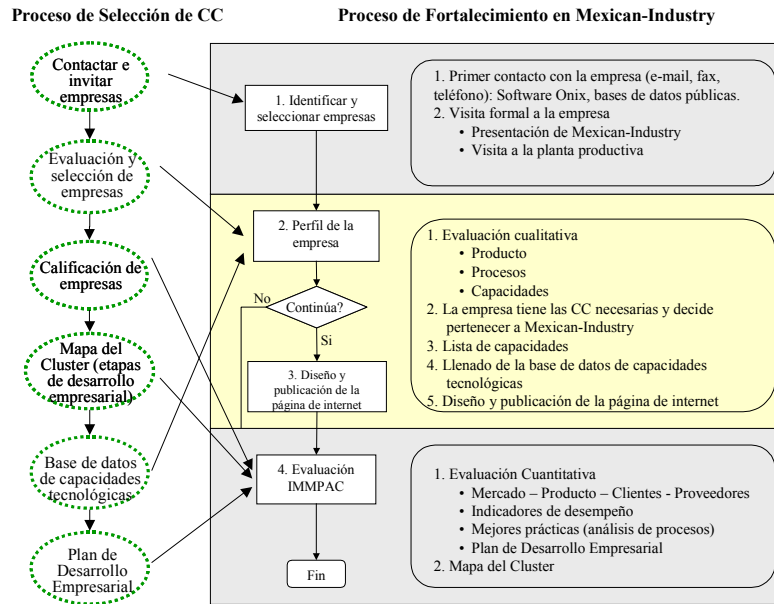 Proceso de Selección de CC
Proceso de Fortalecimiento en Mexican-Industry
Contactar e
invitar
empresas
Evaluación y
selección de
empresas
Calificación de
empresas
Mapa del
Cluster (etapas
de desarrollo
empresarial)
Base de datos
de capacidades
tecnológicas
Plan de
Desarrollo
Empresarial
1. Identificar y
seleccionar empresas
2. Perfil de la
empresa
No
Continúa?
Si
3. Diseño y
publicación de la
página de internet
4. Evaluación
IMMPAC
Fin
1. Primer contacto con la empresa (e-mail, fax,
teléfono): Software Onix, bases de datos públicas.
2. Visita formal a la empresa
• Presentación de Mexican-Industry
• Visita a la planta productiva
1. Evaluación cualitativa
• Producto
• Procesos
• Capacidades
2. La empresa tiene las CC necesarias y decide
pertenecer a Mexican-Industry
3. Lista de capacidades
4. Llenado de la base de datos de capacidades
tecnológicas
5. Diseño y publicación de la página de internet
1. Evaluación Cuantitativa
• Mercado – Producto – Clientes - Proveedores
• Indicadores de desempeño
• Mejores prácticas (análisis de procesos)
• Plan de Desarrollo Empresarial
2. Mapa del Cluster